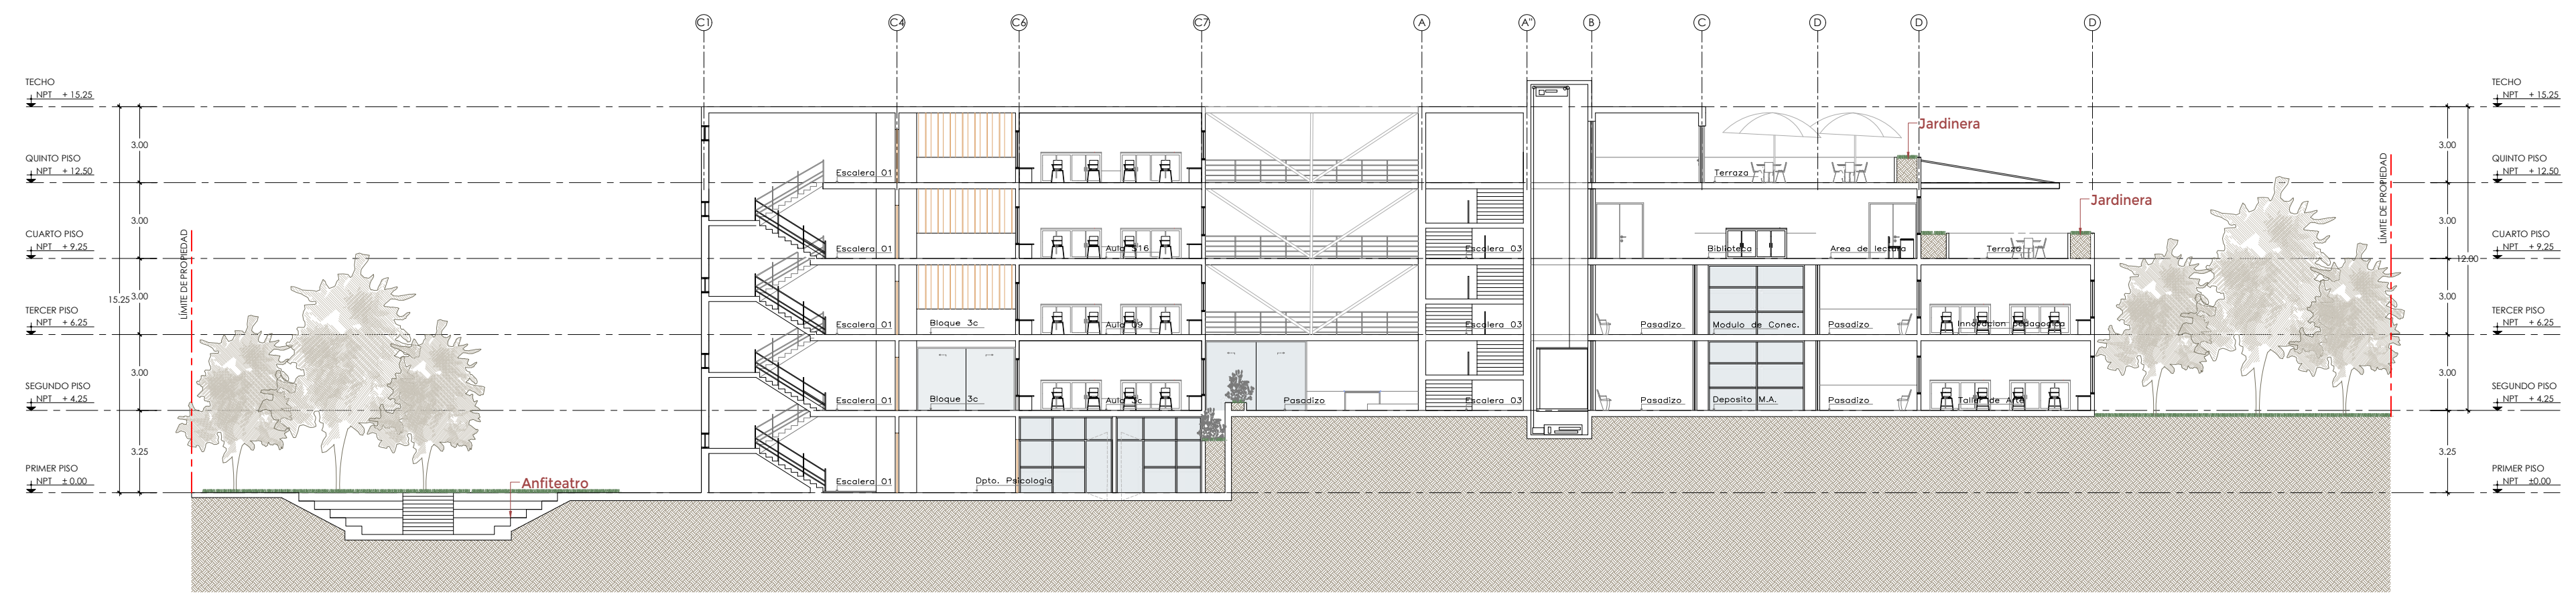 C1 C4 C6 C7 A A" B C D D D
TECHO
NPT + 15.25
TECHO
NPT + 15.25
Jardinera
3.00
3.00
QUINTO PISO
NPT + 12.50
Escalera 01
Terraza
QUINTO PISO
NPT + 12.50
LÍMITE DE PROPIEDAD
Jardinera
3.00
3.00
CUARTO PISO
NPT + 9.25
LÍMITE DE PROPIEDAD
Escalera 01
Aula S16
Escalera 03
Biblioteca
Area de lectura
Terraza
CUARTO PISO
NPT + 9.25
12.00
15.25
3.00
3.00
TERCER PISO
NPT + 6.25
Escalera 01
Bloque 3c
Aula 09
Escalera 03
Pasadizo
Modulo de Conec.
Pasadizo
Innovacion Pedagogica
TERCER PISO
NPT + 6.25
3.00
3.00
SEGUNDO PISO
NPT + 4.25
Escalera 01
Bloque 3c
Aula 3c
Pasadizo
Escalera 03
Pasadizo
Deposito M.A.
Pasadizo
Taller de Arte
SEGUNDO PISO
NPT + 4.25
3.25
3.25
PRIMER PISO
NPT ± 0.00
Anfiteatro
Escalera 01
Dpto. Psicologia
PRIMER PISO
NPT ±0.00